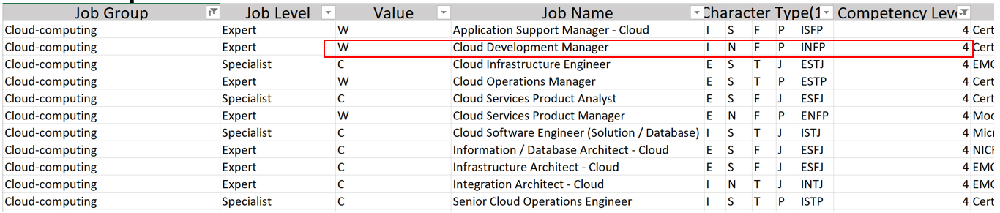 Job Group Job Level Value Job Name Character Type(1 Competency Leve
Cloud-computing Expert W Application Support Manager - Cloud I S F P ISFP 4 Cert
Cloud-computing Expert W Cloud Development Manager I N F P INFP 4 Cert
Cloud-computing Specialist C Cloud Infrastructure Engineer E S T J ESTJ 4 EMC
Cloud-computing Expert W Cloud Operations Manager E S T P ESTP 4 Cert
Cloud-computing Specialist C Cloud Services Product Analyst E S F J ESFJ 4 Cert
Cloud-computing Expert W Cloud Services Product Manager E N F P ENFP 4 Moc
Cloud-computing Specialist C Cloud Software Engineer (Solution / Database) I S T J ISTJ 4 Micr
Cloud-computing Expert C Information / Database Architect - Cloud E S F J ESFJ 4 NICF
Cloud-computing Expert C Infrastructure Architect - Cloud E S F J ESFJ 4 EMC
Cloud-computing Expert C Integration Architect - Cloud I N T J INTJ 4 EMC
Cloud-computing Specialist C Senior Cloud Operations Engineer I S T P ISTP 4 Cert